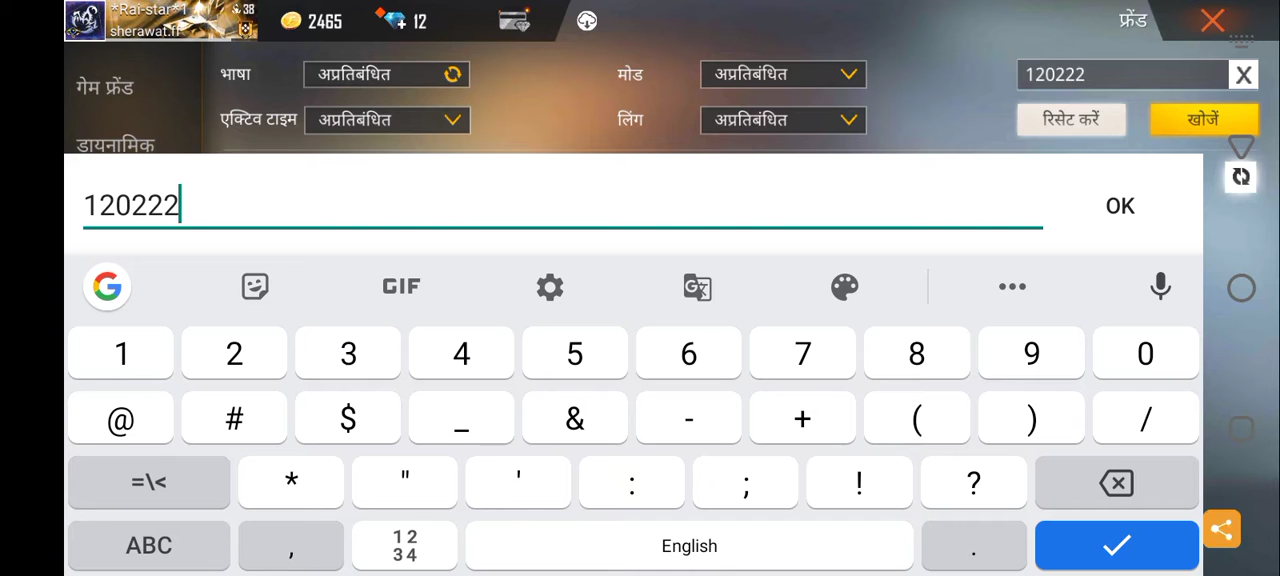 *Rai-star*1 38
sherawat.ff
2465
12
फ्रेंड
गेम फ्रेंड
भाषा अप्रतिबंधित मोड अप्रतिबंधित 120222 X
एक्टिव टाइम अप्रतिबंधित लिंग अप्रतिबंधित रिसेट करें खोजें
डायनामिक
120222 OK
G GIF G
1 2 3 4 5 6 7 8 9 0
@ # $ _ & - + ( ) /
=\< * " ' : ; ! ?
ABC , 12 34 English .